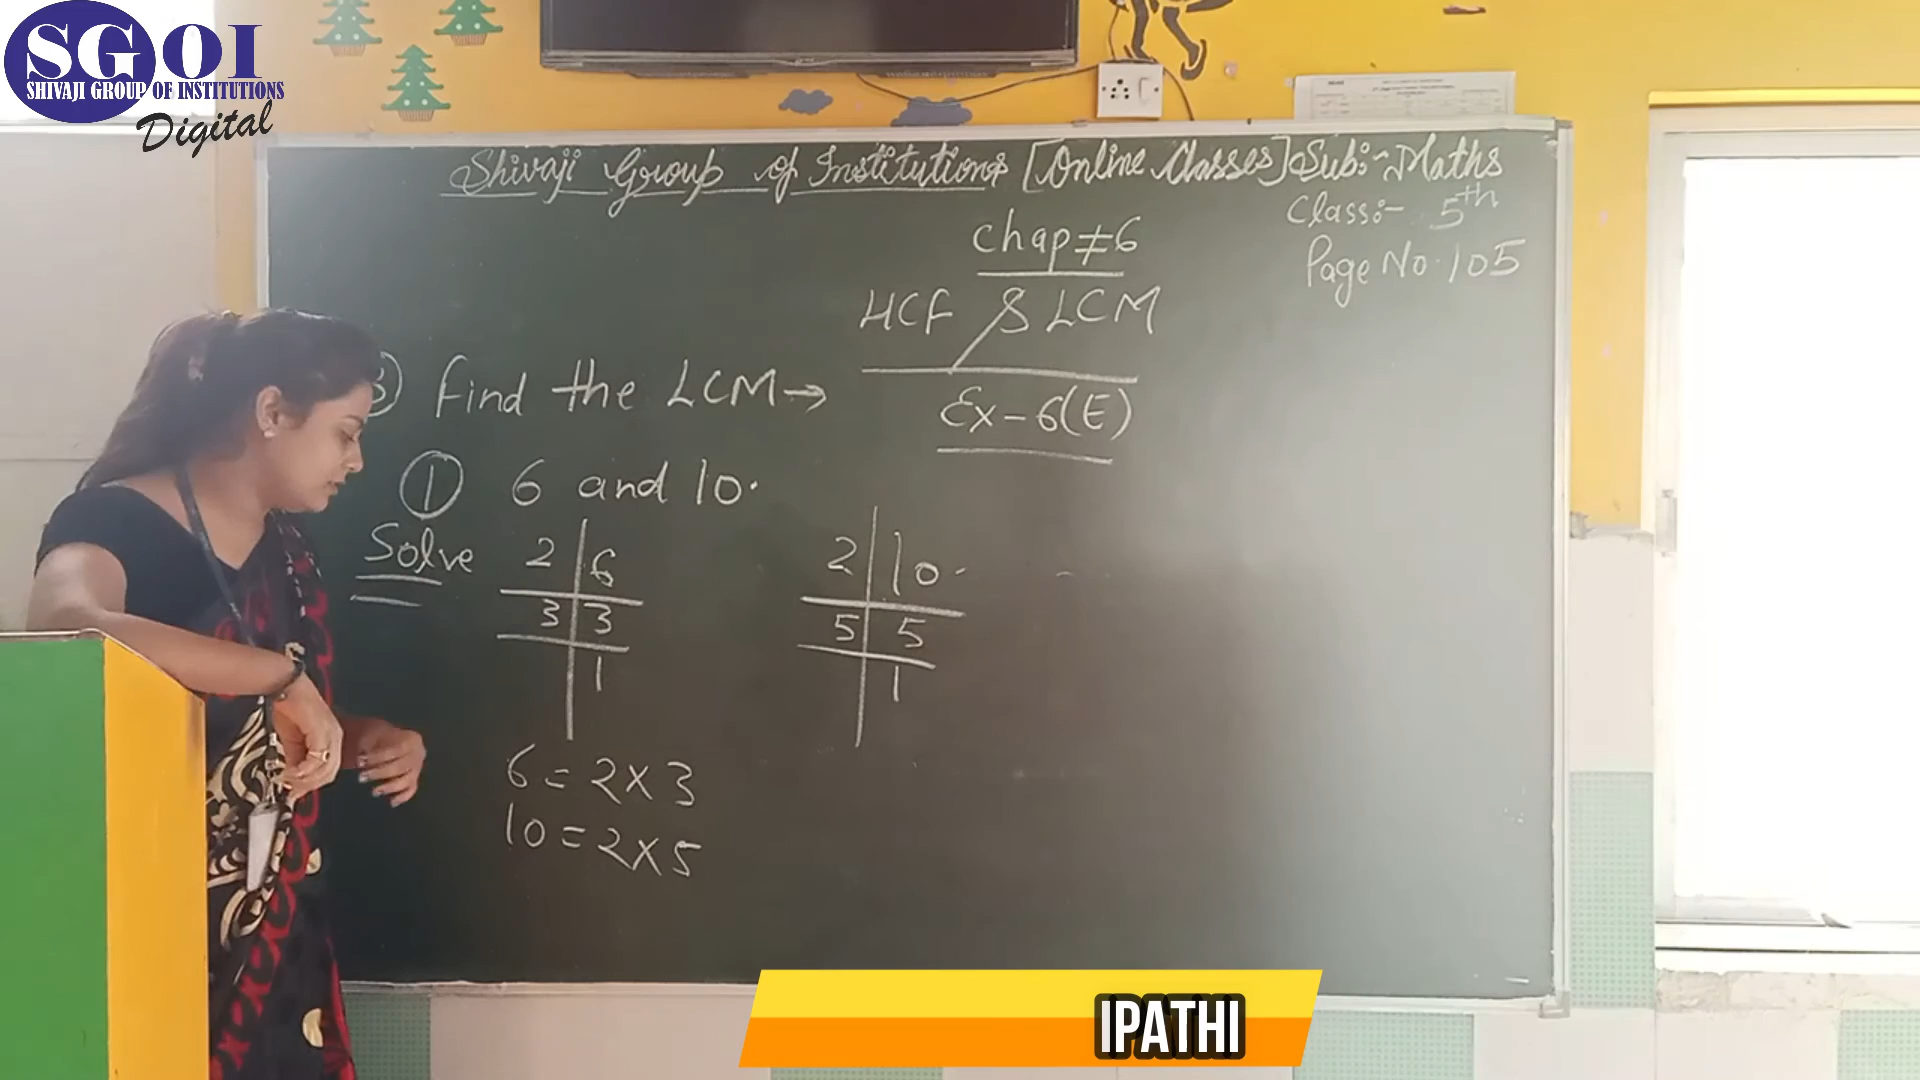 SGOI
SHIVAJI GROUP OF INSTITUTIONS
Digital
Shivaji Group of Institutions [Online Classes] Sub:- Maths
Class:- 5th
Page No. 105
Chap ≠ 6
HCF & LCM
Ex - 6(E)
3) Find the LCM →
① 6 and 10.
Solve
2 | 6
3 | 3
1
2 | 10.
5 | 5
1
6 = 2 x 3
10 = 2 x 5
IPATHI